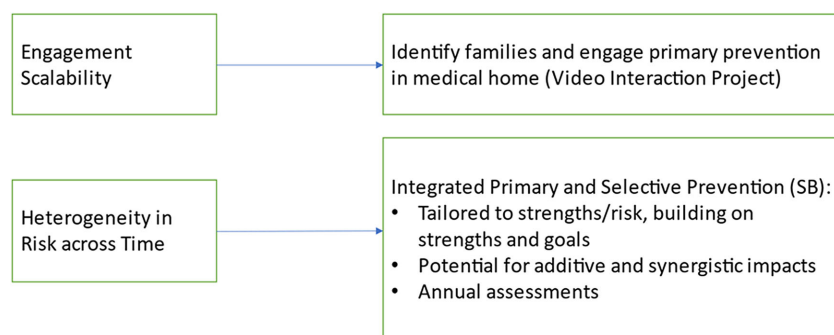 Engagement
Scalability
Identify families and engage primary prevention
in medical home (Video Interaction Project)
Heterogeneity in
Risk across Time
Integrated Primary and Selective Prevention (SB):
• Tailored to strengths/risk, building on
strengths and goals
• Potential for additive and synergistic impacts
• Annual assessments